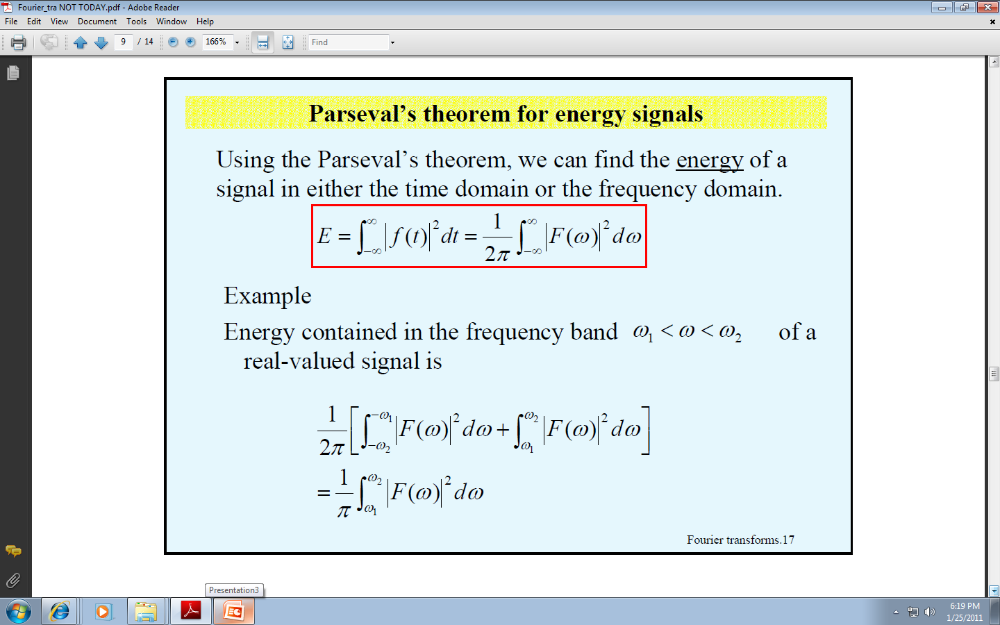 Fourier_tra NOT TODAY.pdf - Adobe Reader
File Edit View Document Tools Window Help
9 / 14 166% Find
Parseval's theorem for energy signals
Using the Parseval's theorem, we can find the energy of a
signal in either the time domain or the frequency domain.
E = ∫_{-∞}^{∞} |f(t)|² dt = 1/2π ∫_{-∞}^{∞} |F(ω)|² dω
Example
Energy contained in the frequency band ω₁ < ω < ω₂ of a
real-valued signal is
1/2π [∫_{-ω₂}^{-ω₁} |F(ω)|² dω + ∫_{ω₁}^{ω₂} |F(ω)|² dω]
= 1/π ∫_{ω₁}^{ω₂} |F(ω)|² dω
Fourier transforms.17
Presentation3
6:19 PM
1/25/2011